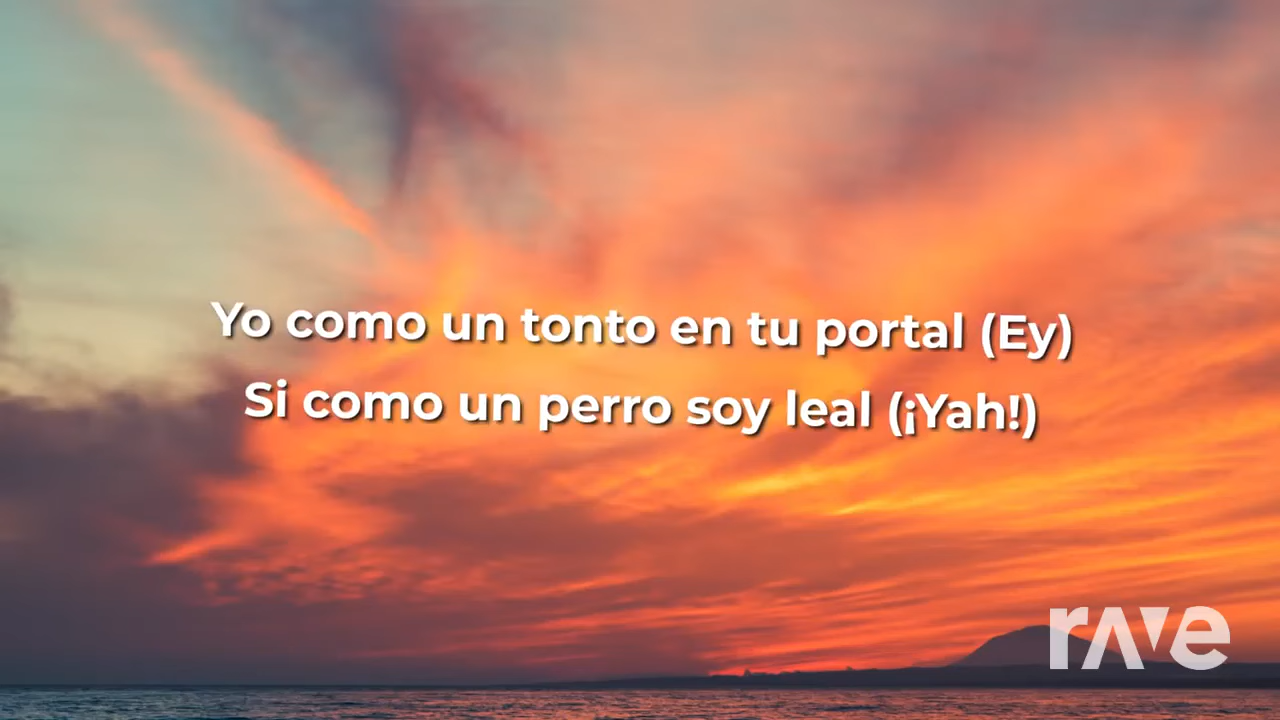 Yo como un tonto en tu portal (Ey)
Si como un perro soy leal (¡Yah!)
rave